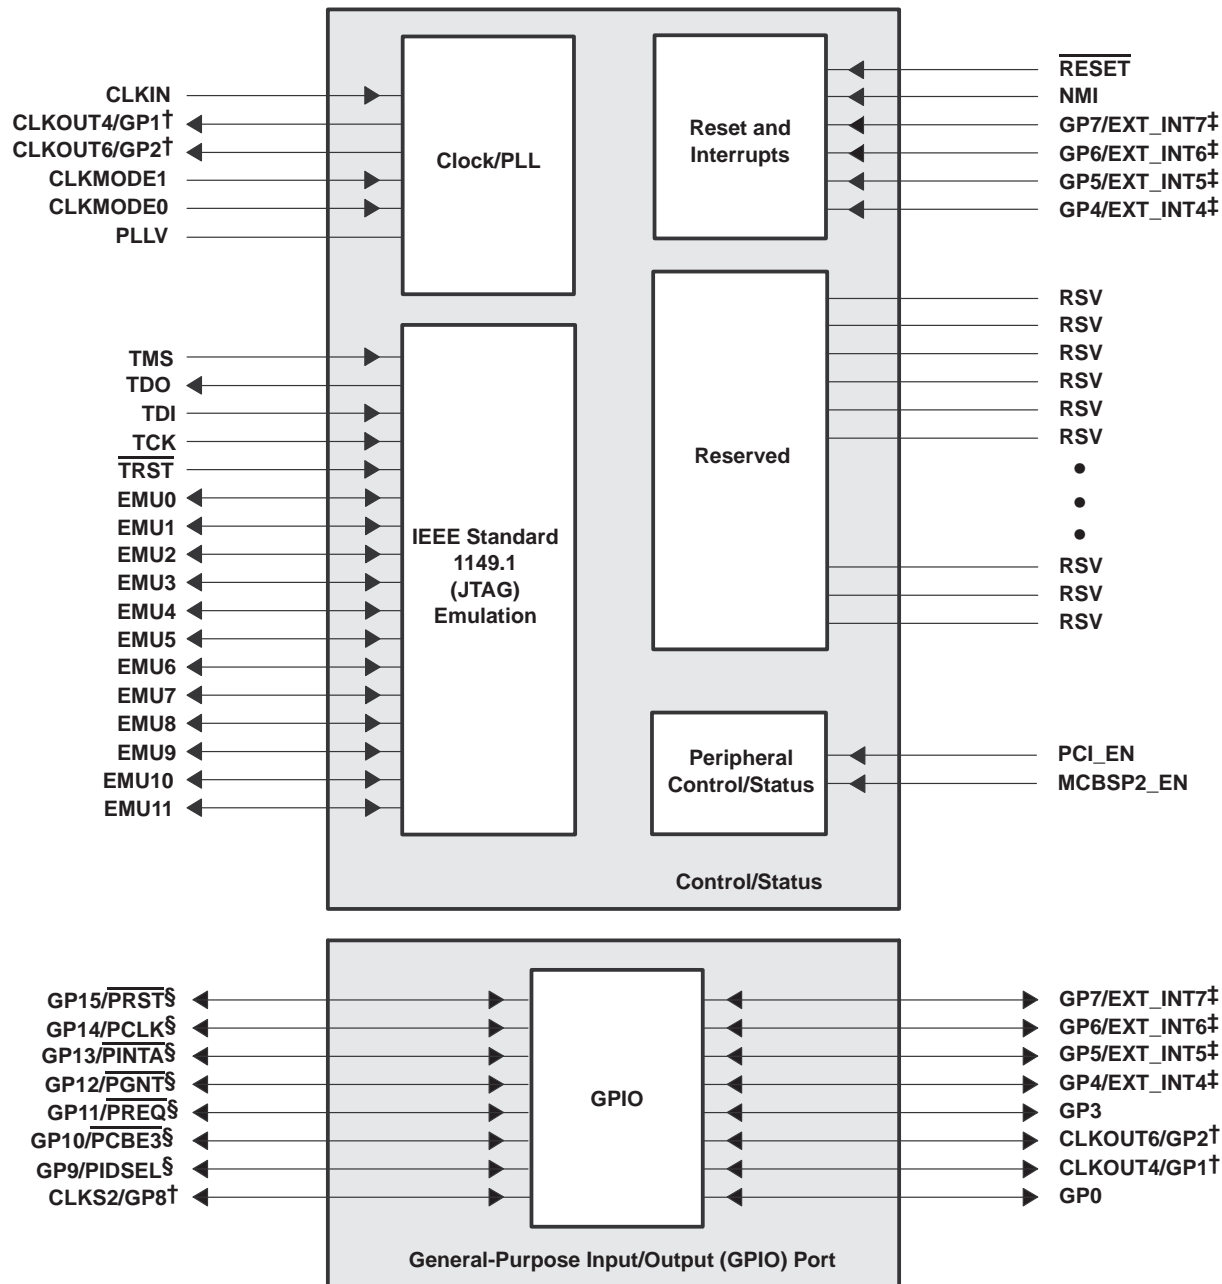 CLKIN
CLKOUT4/GP1†
CLKOUT6/GP2†
CLKMODE1
CLKMODE0
PLLV
Clock/PLL
Reset and
Interrupts
RESET
NMI
GP7/EXT_INT7‡
GP6/EXT_INT6‡
GP5/EXT_INT5‡
GP4/EXT_INT4‡
TMS
TDO
TDI
TCK
TRST
EMU0
EMU1
EMU2
EMU3
EMU4
EMU5
EMU6
EMU7
EMU8
EMU9
EMU10
EMU11
IEEE Standard
1149.1
(JTAG)
Emulation
Reserved
RSV
RSV
RSV
RSV
RSV
RSV
•
•
•
RSV
RSV
RSV
Peripheral
Control/Status
PCI_EN
MCBSP2_EN
Control/Status
GP15/PRST§
GP14/PCLK§
GP13/PINTA§
GP12/PGNT§
GP11/PREQ§
GP10/PCBE3§
GP9/PIDSEL§
CLKS2/GP8†
GPIO
GP7/EXT_INT7‡
GP6/EXT_INT6‡
GP5/EXT_INT5‡
GP4/EXT_INT4‡
GP3
CLKOUT6/GP2†
CLKOUT4/GP1†
GP0
General-Purpose Input/Output (GPIO) Port